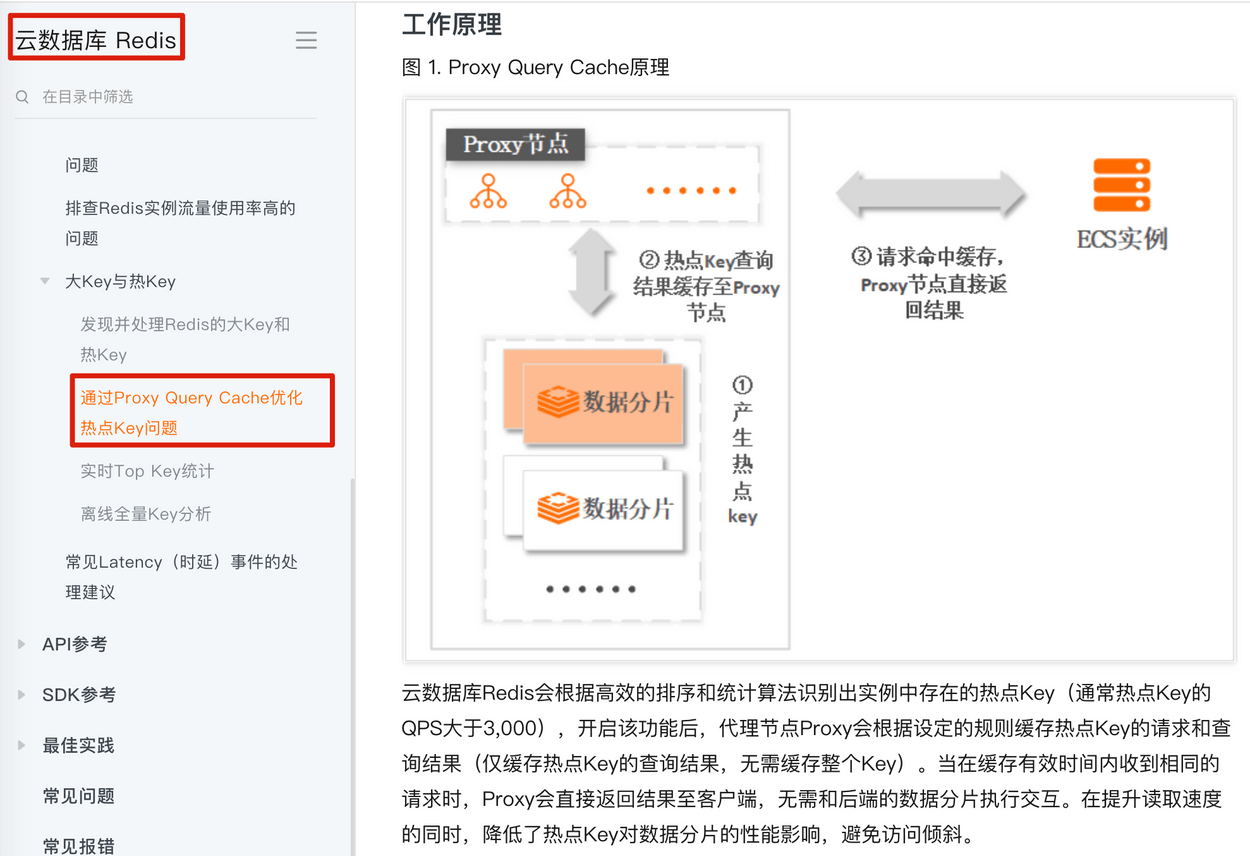 云数据库 Redis
在目录中筛选
问题
排查Redis实例流量使用率高的
问题
大Key与热Key
发现并处理Redis的大Key和
热Key
通过Proxy Query Cache优化
热点Key问题
实时Top Key统计
离线全量Key分析
常见Latency（时延）事件的处
理建议
API参考
SDK参考
最佳实践
常见问题
常见报错
工作原理
图 1. Proxy Query Cache原理
Proxy节点
② 热点Key查询
结果缓存至Proxy
节点
③ 请求命中缓存，
Proxy节点直接返
回结果
ECS实例
数据分片
数据分片
①
产
生
热
点
key
云数据库Redis会根据高效的排序和统计算法识别出实例中存在的热点Key（通常热点Key的
QPS大于3,000），开启该功能后，代理节点Proxy会根据设定的规则缓存热点Key的请求和查
询结果（仅缓存热点Key的查询结果，无需缓存整个Key）。当在缓存有效时间内收到相同的
请求时，Proxy会直接返回结果至客户端，无需和后端的数据分片执行交互。在提升读取速度
的同时，降低了热点Key对数据分片的性能影响，避免访问倾斜。